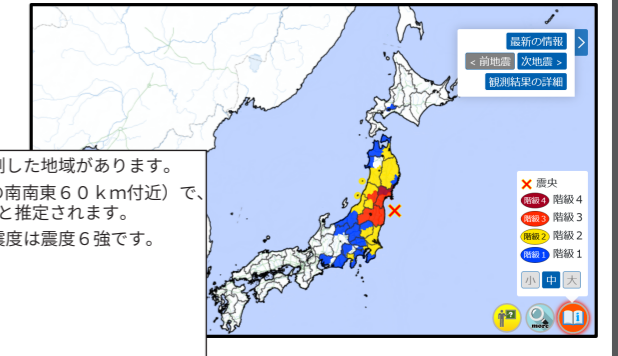 最新の情報
< 前地震 次地震 >
観測結果の詳細
測した地域があります。
の南南東６０ｋｍ付近）で、
と推定されます。
震度は震度６強です。
震央
階級4 階級 4
階級3 階級 3
階級2 階級 2
階級1 階級 1
小 中 大
more